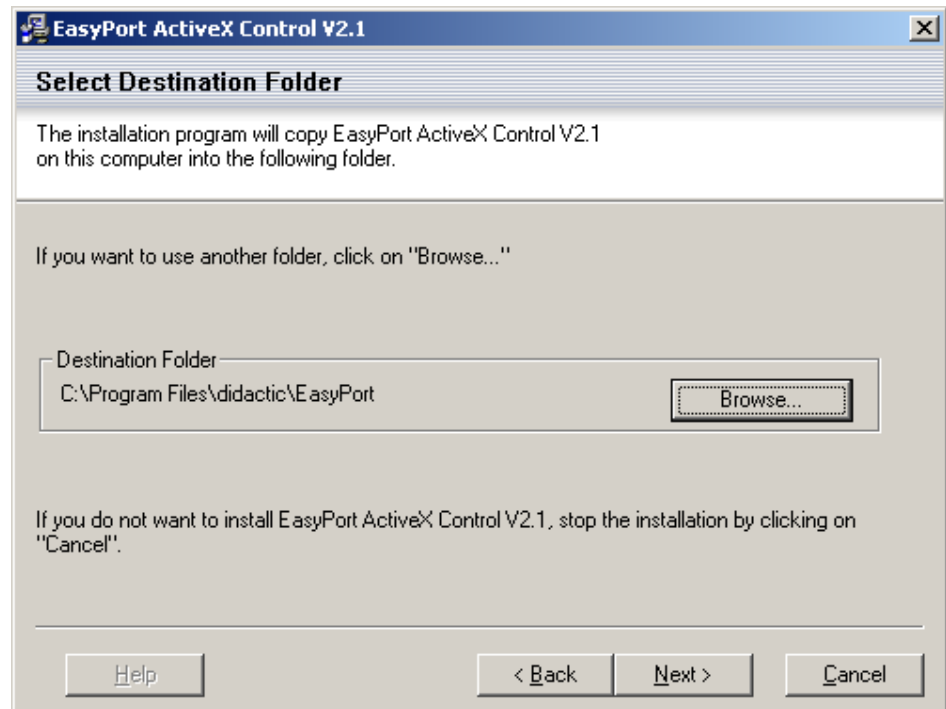 EasyPort ActiveX Control V2.1
Select Destination Folder
The installation program will copy EasyPort ActiveX Control V2.1
on this computer into the following folder.
If you want to use another folder, click on "Browse..."
Destination Folder
C:\Program Files\didactic\EasyPort
Browse...
If you do not want to install EasyPort ActiveX Control V2.1, stop the installation by clicking on
"Cancel".
Help
< Back
Next >
Cancel